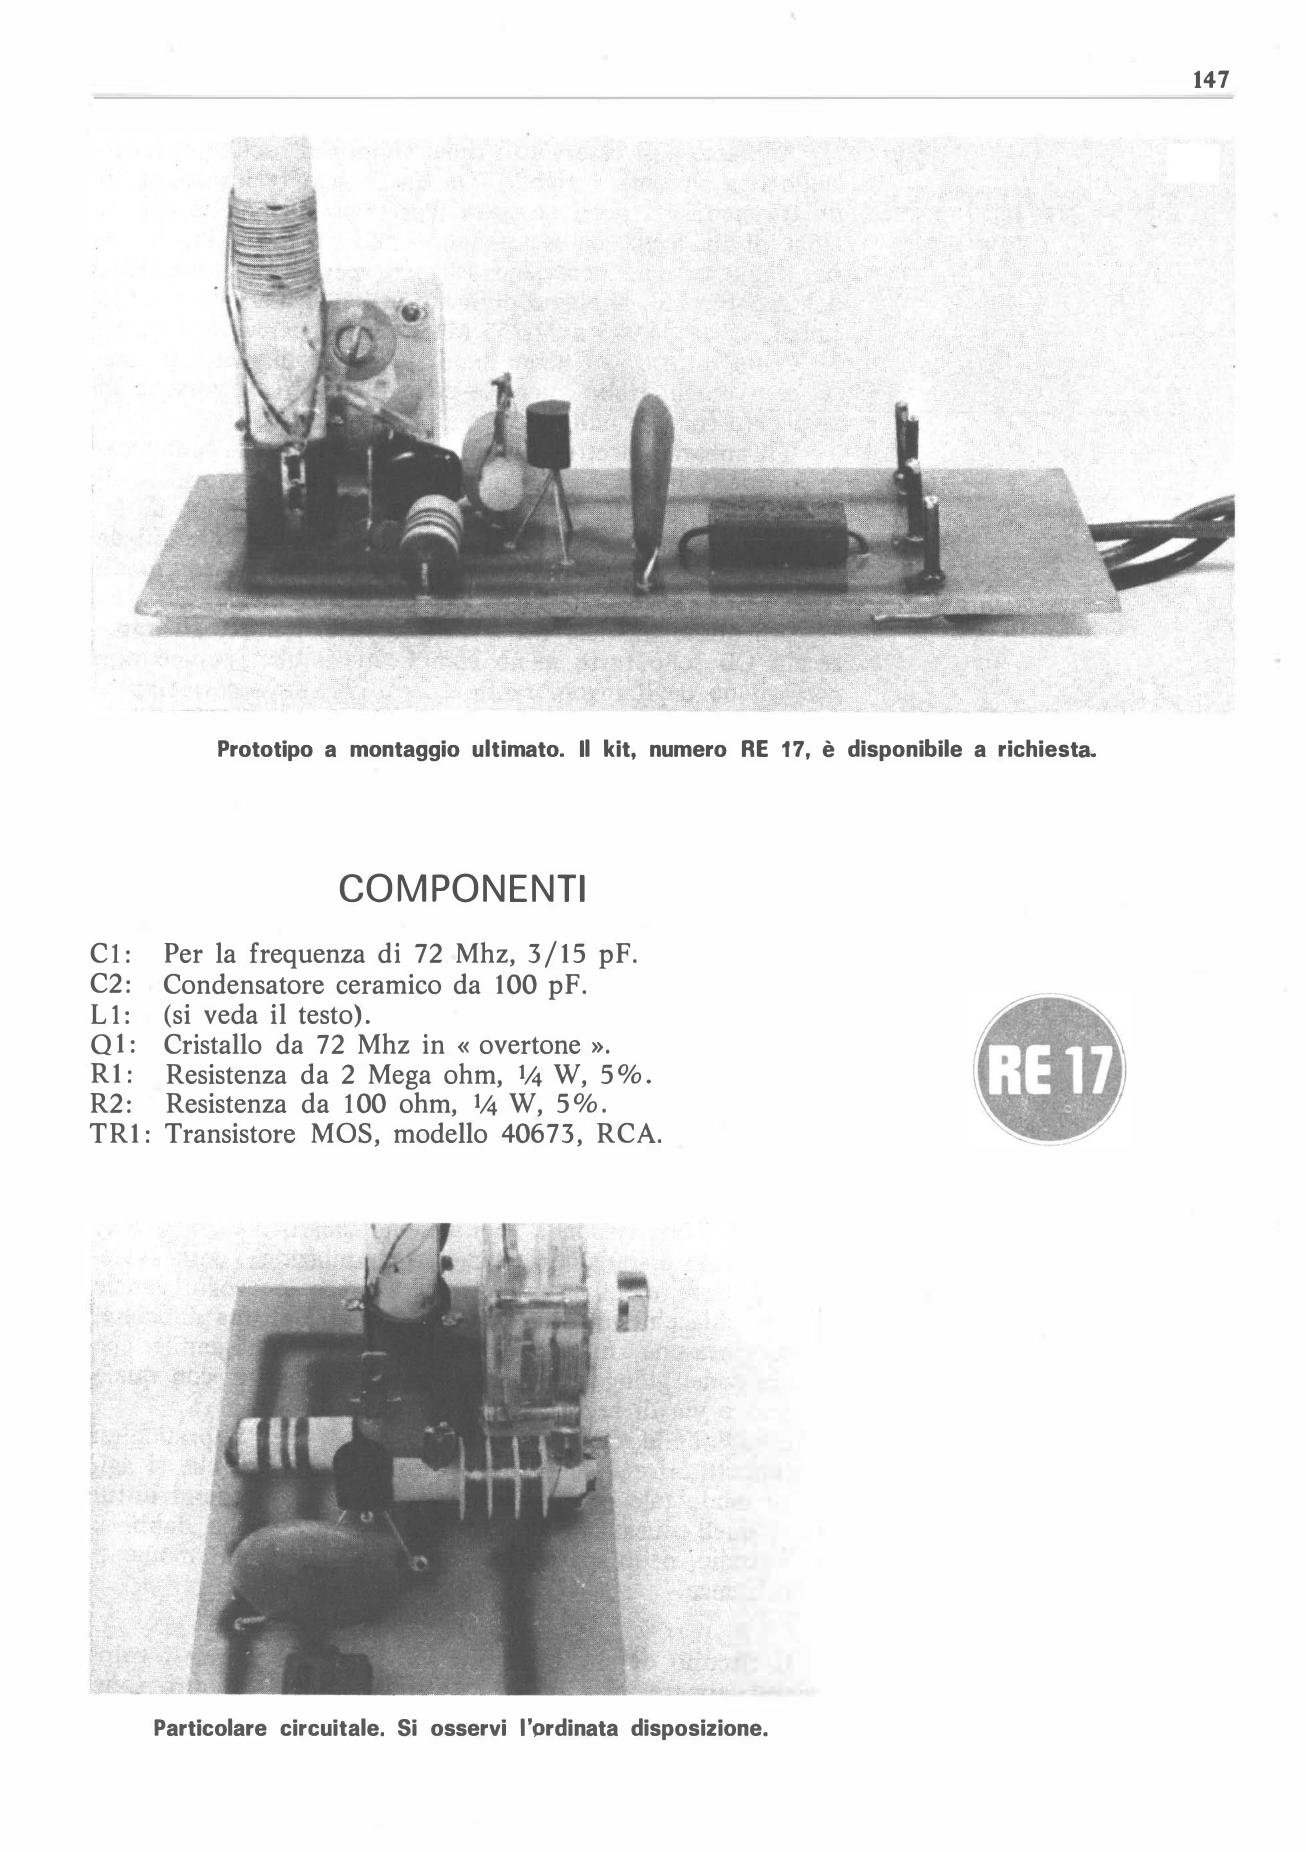 147
Prototipo a montaggio ultimato. Il kit, numero RE 17, è disponibile a richiesta.
COMPONENTI
C1: Per la frequenza di 72 Mhz, 3/15 pF.
C2: Condensatore ceramico da 100 pF.
L1: (si veda il testo).
Q1: Cristallo da 72 Mhz in « overtone ».
R1: Resistenza da 2 Mega ohm, ¼ W, 5%.
R2: Resistenza da 100 ohm, ¼ W, 5%.
TR1: Transistore MOS, modello 40673, RCA.
RE 17
Particolare circuitale. Si osservi l'ordinata disposizione.